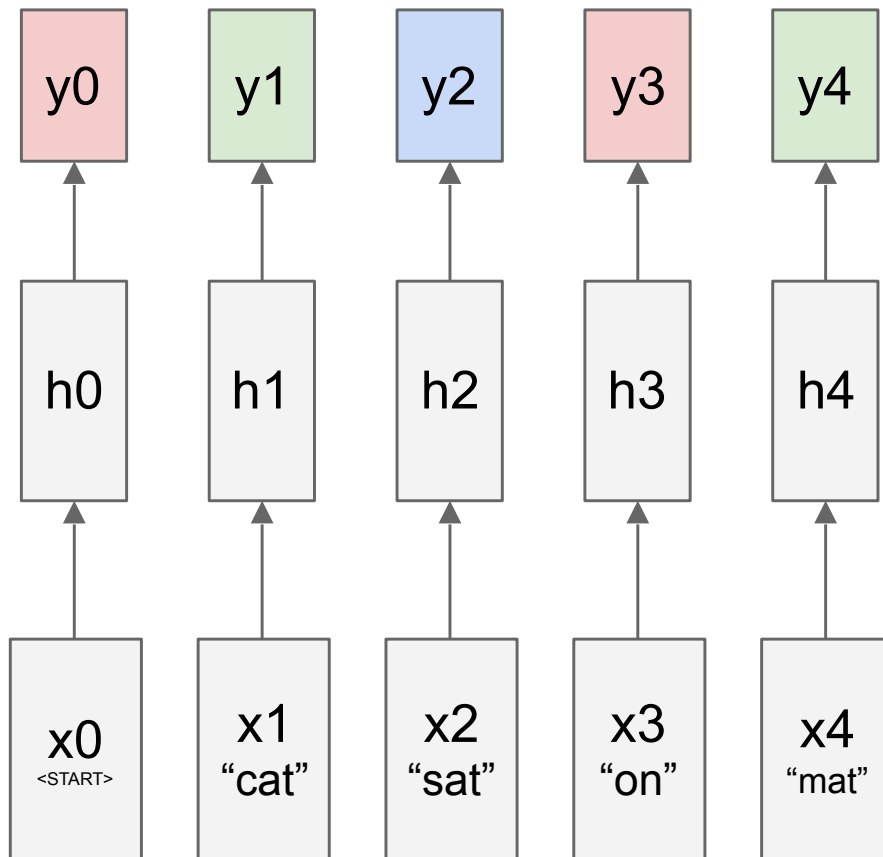 y0 y1 y2 y3 y4
h0 h1 h2 h3 h4
x0 x1 x2 x3 x4
<START> “cat” “sat” “on” “mat”